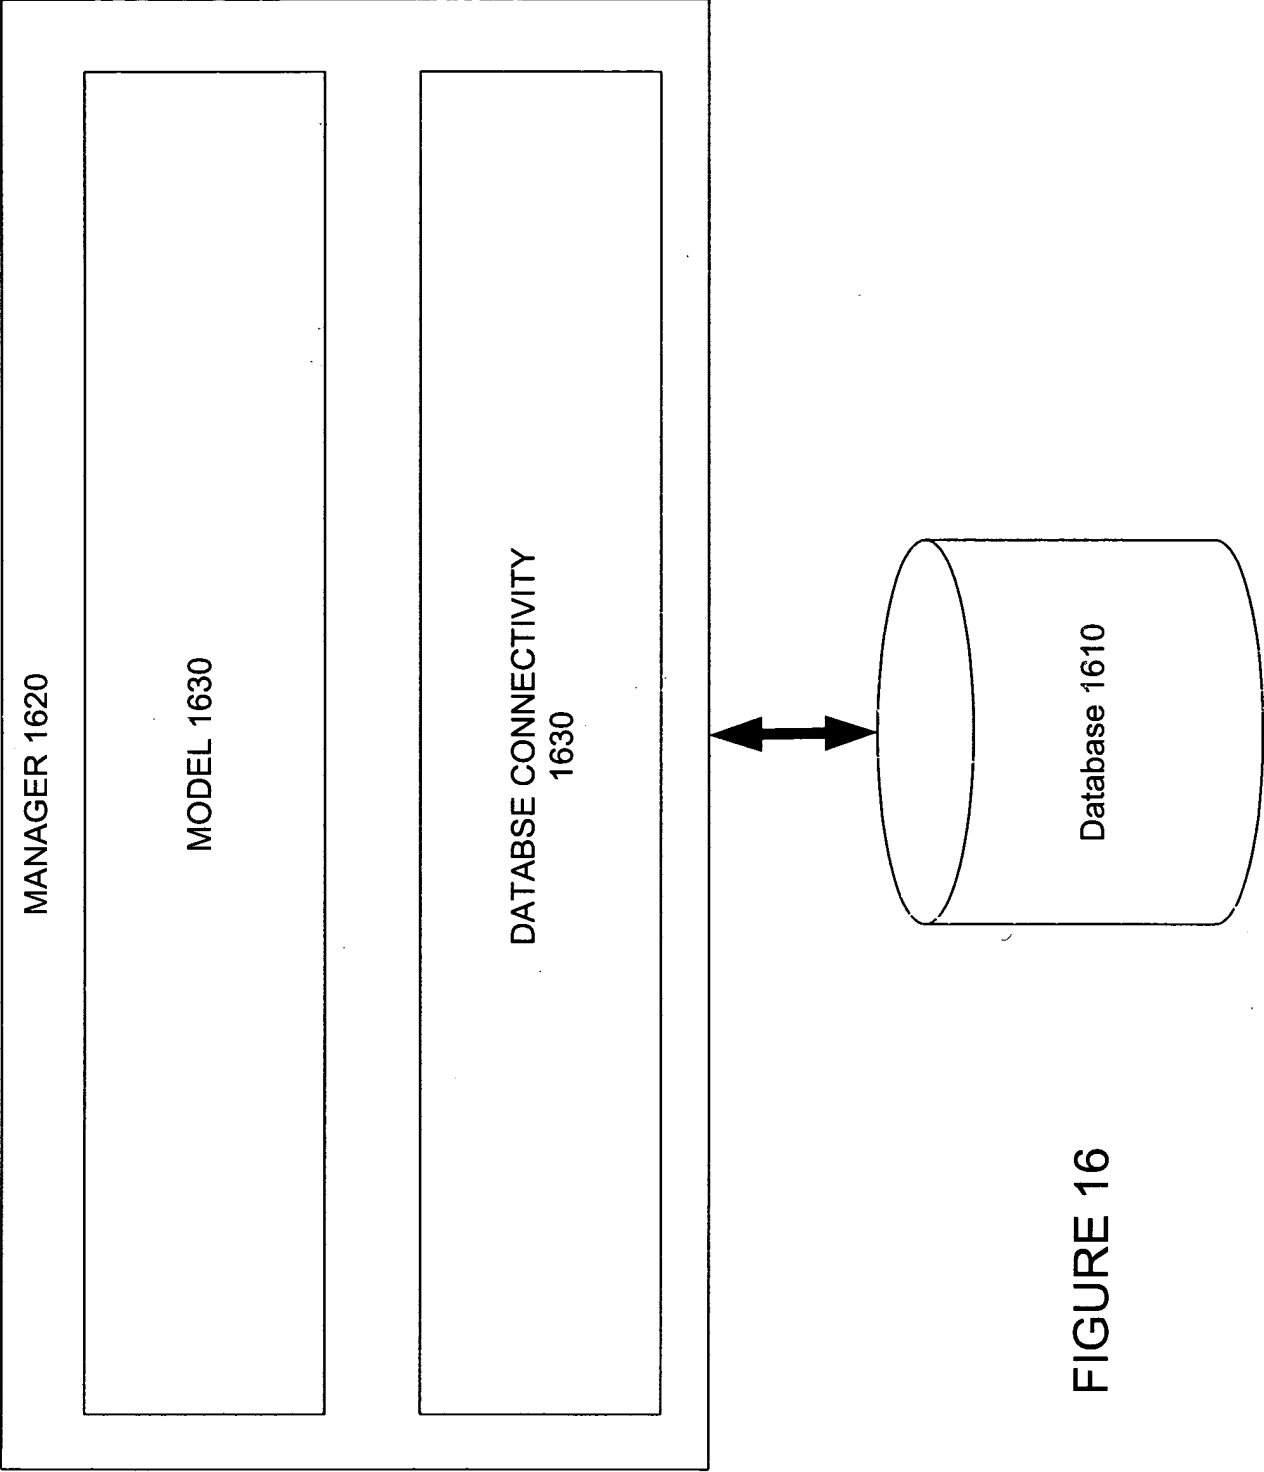 MANAGER 1620
MODEL 1630
DATABSE CONNECTIVITY
1630
Database 1610
FIGURE 16